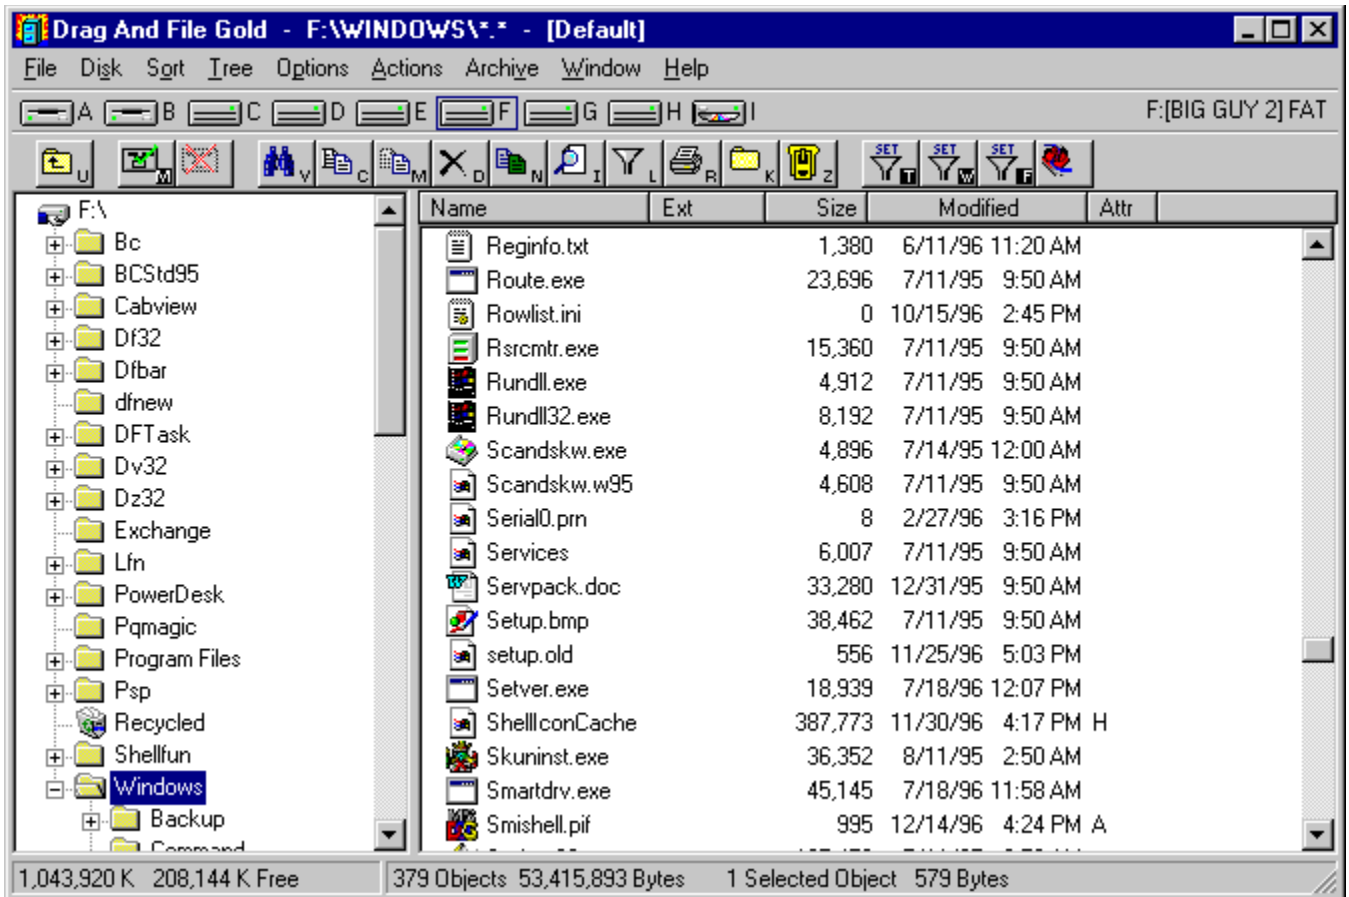 Drag And File Gold - F:\WINDOWS\*.* - [Default]
File Disk Sort Tree Options Actions Archive Window Help
A B C D E F G H I F:[BIG GUY 2] FAT
U M V C M D N I L R K Z SET T SET W SET F
F:\
Bc
BCStd95
Cabview
Df32
Dfbar
dfnew
DFTask
Dv32
Dz32
Exchange
Lfn
PowerDesk
Pqmagic
Program Files
Psp
Recycled
Shellfun
Windows
Backup
Command
Name Ext Size Modified Attr
Reginfo.txt 1,380 6/11/96 11:20 AM
Route.exe 23,696 7/11/95 9:50 AM
Rowlist.ini 0 10/15/96 2:45 PM
Rsrcmtr.exe 15,360 7/11/95 9:50 AM
Rundll.exe 4,912 7/11/95 9:50 AM
Rundll32.exe 8,192 7/11/95 9:50 AM
Scandskw.exe 4,896 7/14/95 12:00 AM
Scandskw.w95 4,608 7/11/95 9:50 AM
Serial0.prn 8 2/27/96 3:16 PM
Services 6,007 7/11/95 9:50 AM
Servpack.doc 33,280 12/31/95 9:50 AM
Setup.bmp 38,462 7/11/95 9:50 AM
setup.old 556 11/25/96 5:03 PM
Setver.exe 18,939 7/18/96 12:07 PM
ShellIconCache 387,773 11/30/96 4:17 PM H
Skuninst.exe 36,352 8/11/95 2:50 AM
Smartdrv.exe 45,145 7/18/96 11:58 AM
Smishell.pif 995 12/14/96 4:24 PM A
1,043,920 K 208,144 K Free 379 Objects 53,415,893 Bytes 1 Selected Object 579 Bytes